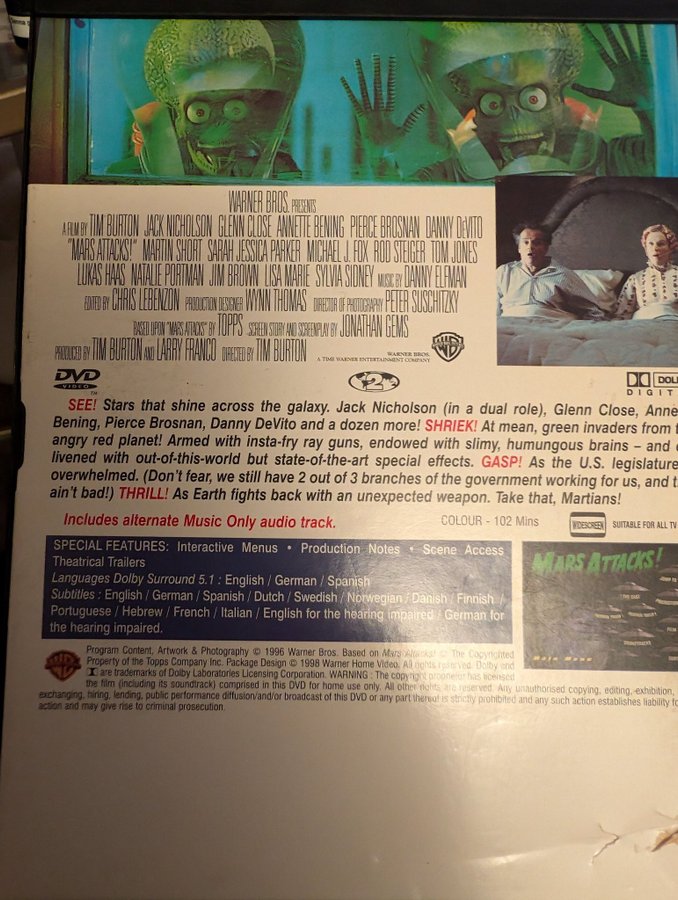 WARNER BROS. PRESENTS
A FILM BY TIM BURTON JACK NICHOLSON GLENN CLOSE ANNETTE BENING PIERCE BROSNAN DANNY DeVITO
"MARS ATTACKS!" MARTIN SHORT SARAH JESSICA PARKER MICHAEL J. FOX ROD STEIGER TOM JONES
LUKAS HAAS NATALIE PORTMAN JIM BROWN LISA MARIE SYLVIA SIDNEY MUSIC BY DANNY ELFMAN
EDITED BY CHRIS LEBENZON PRODUCTION DESIGNER WYNN THOMAS DIRECTOR OF PHOTOGRAPHY PETER SUSCHITZKY
BASED UPON "MARS ATTACKS" BY TOPPS SCREEN STORY AND SCREENPLAY BY JONATHAN GEMS
PRODUCED BY TIM BURTON AND LARRY FRANCO DIRECTED BY TIM BURTON
WARNER BROS.
A TIME WARNER ENTERTAINMENT COMPANY
DVD
VIDEO
TM
2
DOL
DIGIT
SEE! Stars that shine across the galaxy. Jack Nicholson (in a dual role), Glenn Close, Anne
Bening, Pierce Brosnan, Danny DeVito and a dozen more! SHRIEK! At mean, green invaders from t
angry red planet! Armed with insta-fry ray guns, endowed with slimy, humungous brains – and e
livened with out-of-this-world but state-of-the-art special effects. GASP! As the U.S. legislature
overwhelmed. (Don't fear, we still have 2 out of 3 branches of the government working for us, and t
ain't bad!) THRILL! As Earth fights back with an unexpected weapon. Take that, Martians!
Includes alternate Music Only audio track.
COLOUR - 102 Mins
WIDESCREEN
SUITABLE FOR ALL TV
SPECIAL FEATURES: Interactive Menus • Production Notes • Scene Access
Theatrical Trailers
Languages Dolby Surround 5.1 : English / German / Spanish
Subtitles : English / German / Spanish / Dutch / Swedish / Norwegian / Danish / Finnish /
Portuguese / Hebrew / French / Italian / English for the hearing impaired / German for
the hearing impaired.
MARS ATTACKS!
Main Menu
Program Content, Artwork & Photography © 1996 Warner Bros. Based on Mars Attacks! © The Copyrighted
Property of the Topps Company Inc. Package Design © 1998 Warner Home Video. All rights reserved. Dolby and
are trademarks of Dolby Laboratories Licensing Corporation. WARNING : The copyright proprietor has licensed
the film (including its soundtrack) comprised in this DVD for home use only. All other rights are reserved. Any unauthorised copying, editing, exhibition,
exchanging, hiring, lending, public performance diffusion/and/or broadcast of this DVD or any part thereof is strictly prohibited and any such action establishes liability fo
action and may give rise to criminal prosecution.